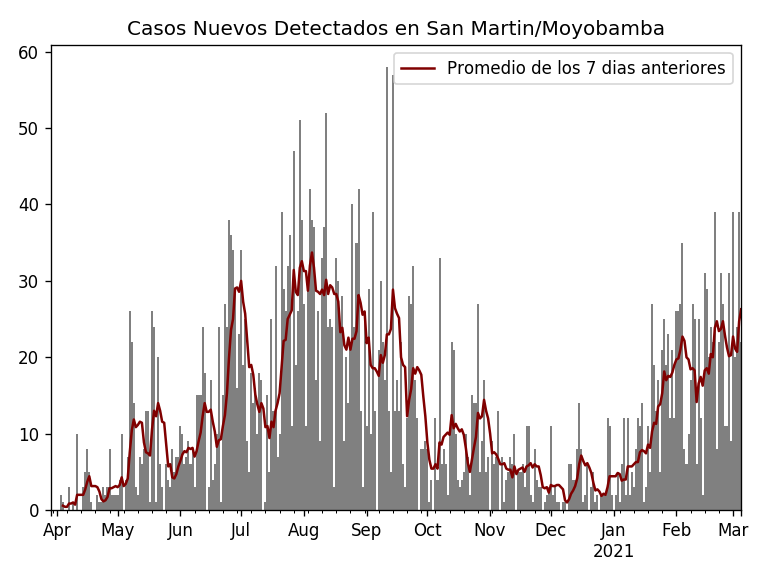 Casos Nuevos Detectados en San Martin/Moyobamba
Promedio de los 7 dias anteriores
60
50
40
30
20
10
0
Apr May Jun Jul Aug Sep Oct Nov Dec Jan Feb Mar
2021